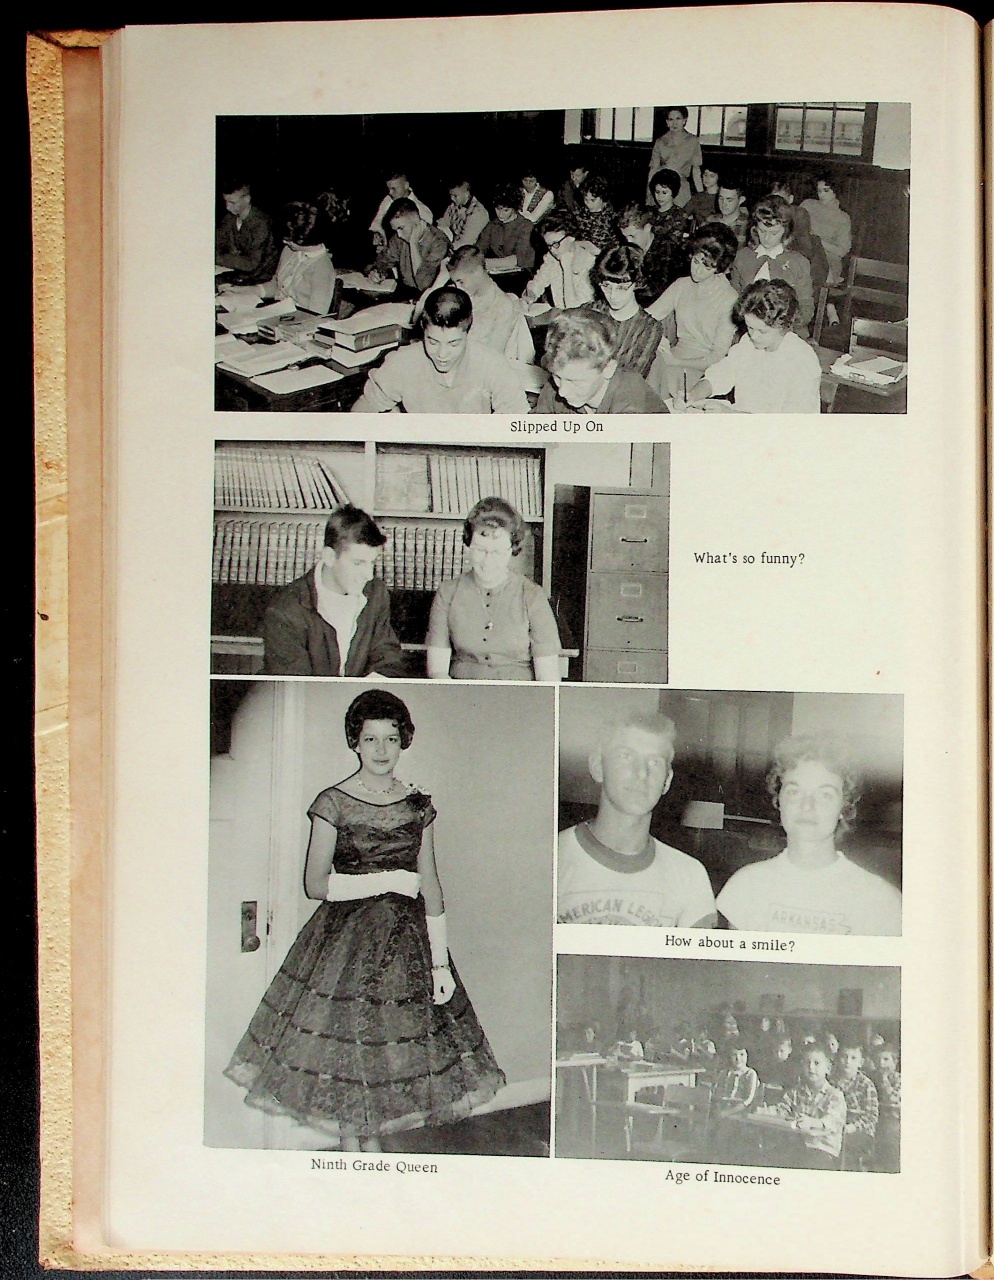 Slipped Up On
What's so funny?
MERICAN LEG
ARKANSAS
How about a smile?
Ninth Grade Queen
Age of Innocence